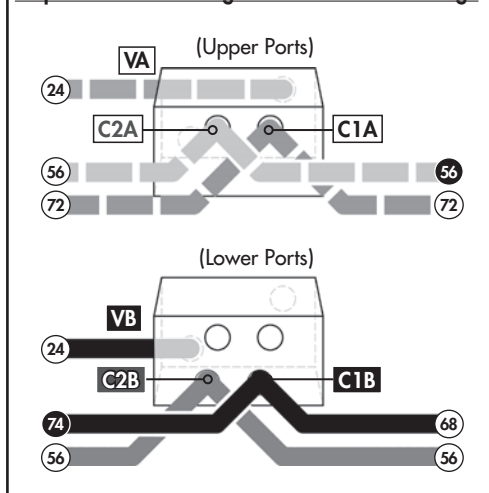 (Upper Ports)
VA
24
C2A C1A
56 56
72 72
(Lower Ports)
VB
24
C2B C1B
74 68
56 56